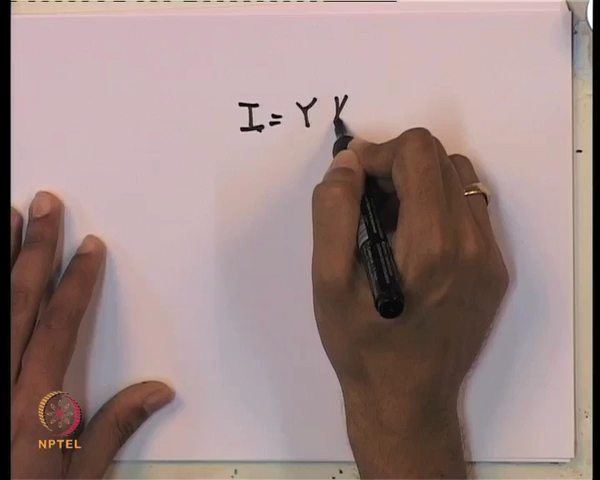 I = Y V
NPTEL